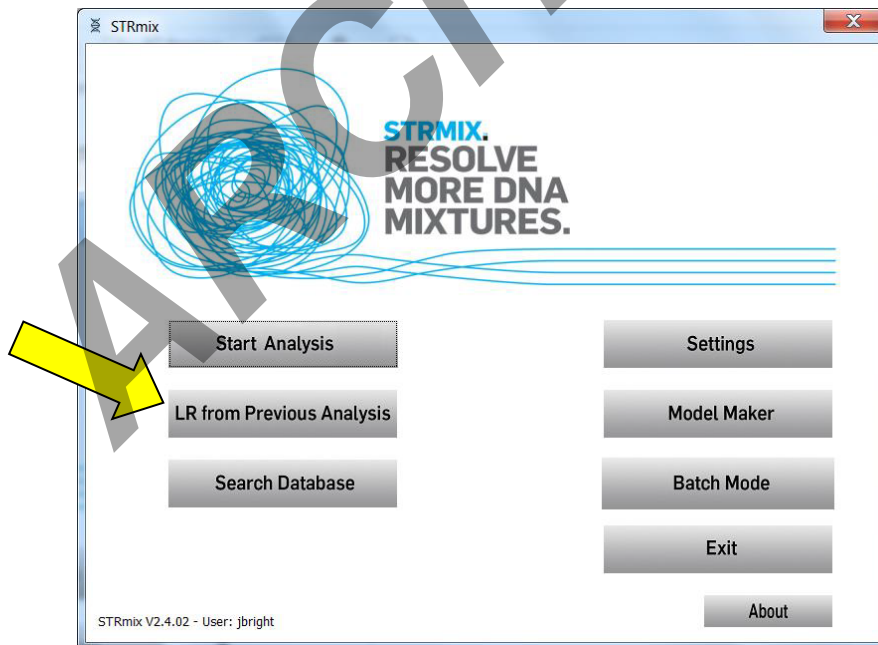 STRmix
STRMIX.
RESOLVE
MORE DNA
MIXTURES.
Start Analysis
Settings
LR from Previous Analysis
Model Maker
Search Database
Batch Mode
Exit
About
STRmix V2.4.02 - User: jbright